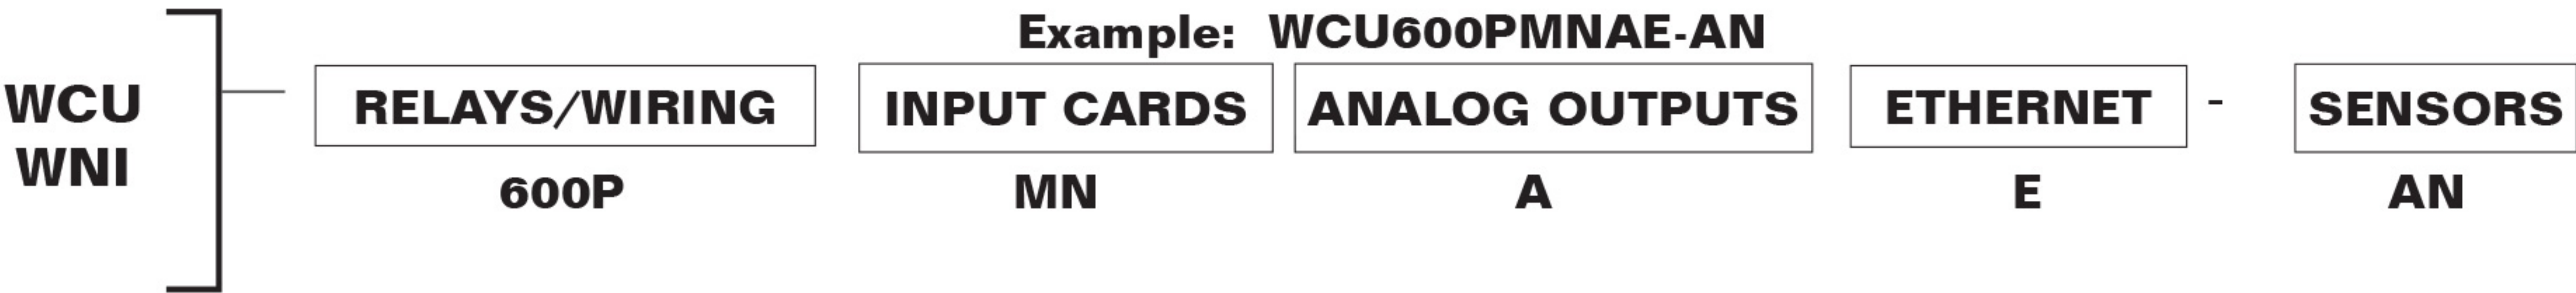 Example: WCU600PMNAE-AN
WCU
WNI
RELAYS/WIRING INPUT CARDS ANALOG OUTPUTS ETHERNET - SENSORS
600P MN A E AN